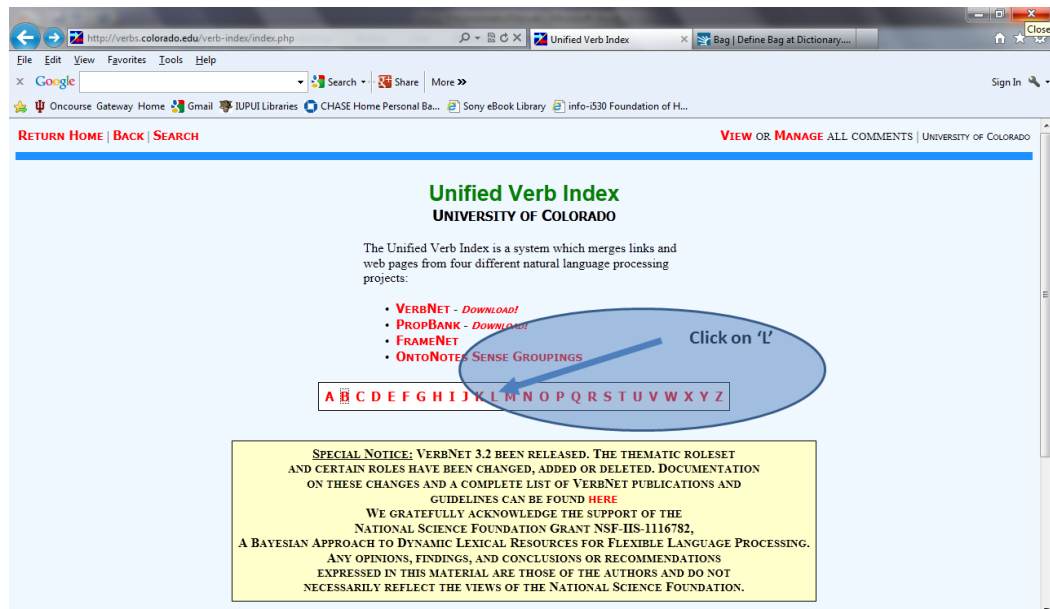 Close
http://verbs.colorado.edu/verb-index/index.php
Unified Verb Index
Bag | Define Bag at Dictionary....
File Edit View Favorites Tools Help
x Google Search Share More >> Sign In
Oncourse Gateway Home Gmail IUPUI Libraries CHASE Home Personal Ba... Sony eBook Library info-i530 Foundation of H...
RETURN HOME | BACK | SEARCH
VIEW OR MANAGE ALL COMMENTS | UNIVERSITY OF COLORADO
Unified Verb Index
UNIVERSITY OF COLORADO
The Unified Verb Index is a system which merges links and
web pages from four different natural language processing
projects:
• VERBNET - DOWNLOAD!
• PROPBANK - DOWNLOAD!
• FRAMENET
• ONTONOTES SENSE GROUPINGS
Click on ‘L’
A B C D E F G H I J K L M N O P Q R S T U V W X Y Z
SPECIAL NOTICE: VERBNET 3.2 BEEN RELEASED. THE THEMATIC ROLESET
AND CERTAIN ROLES HAVE BEEN CHANGED, ADDED OR DELETED. DOCUMENTATION
ON THESE CHANGES AND A COMPLETE LIST OF VERBNET PUBLICATIONS AND
GUIDELINES CAN BE FOUND HERE
WE GRATEFULLY ACKNOWLEDGE THE SUPPORT OF THE
NATIONAL SCIENCE FOUNDATION GRANT NSF-IIS-1116782,
A BAYESIAN APPROACH TO DYNAMIC LEXICAL RESOURCES FOR FLEXIBLE LANGUAGE PROCESSING.
ANY OPINIONS, FINDINGS, AND CONCLUSIONS OR RECOMMENDATIONS
EXPRESSED IN THIS MATERIAL ARE THOSE OF THE AUTHORS AND DO NOT
NECESSARILY REFLECT THE VIEWS OF THE NATIONAL SCIENCE FOUNDATION.